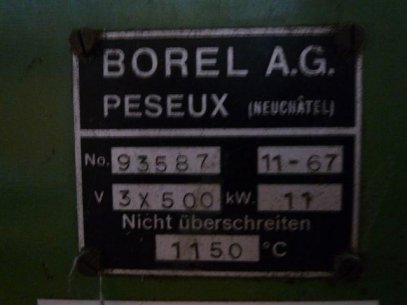 BOREL A.G.
PESEUX (NEUCHÂTEL)
No. 93587 11-67
V 3X500 kW. 11
Nicht überschreiten
1150 °C